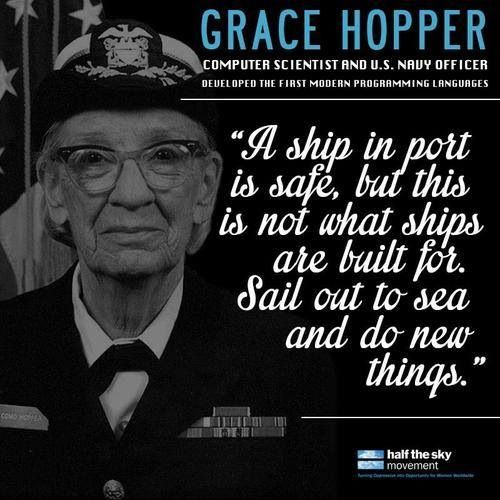 GRACE HOPPER
COMPUTER SCIENTIST AND U.S. NAVY OFFICER
DEVELOPED THE FIRST MODERN PROGRAMMING LANGUAGES
“A ship in port
is safe, but this
is not what ships
are built for.
Sail out to sea
and do new
things.”
COMO HOPPER
half the sky
movement
Turning Oppression into Opportunity for Women Worldwide